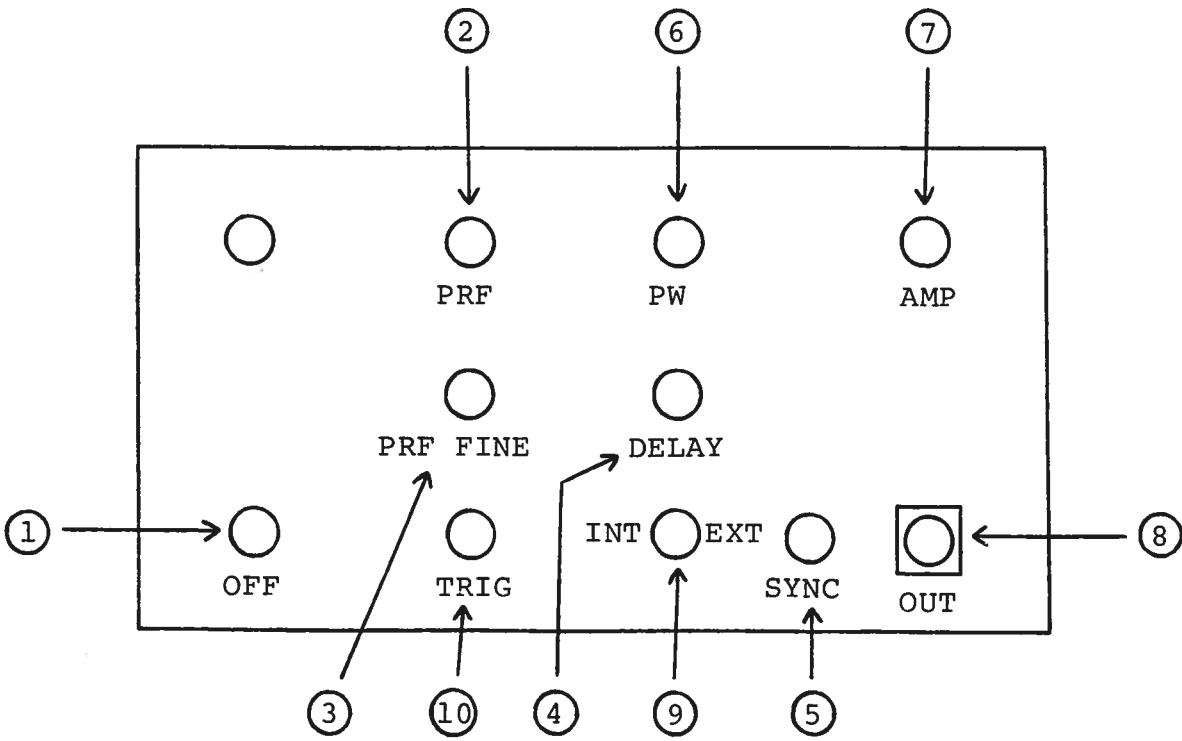 2 6 7
PRF PW AMP
PRF FINE DELAY
1 INT EXT 8
OFF TRIG SYNC OUT
3 10 4 9 5